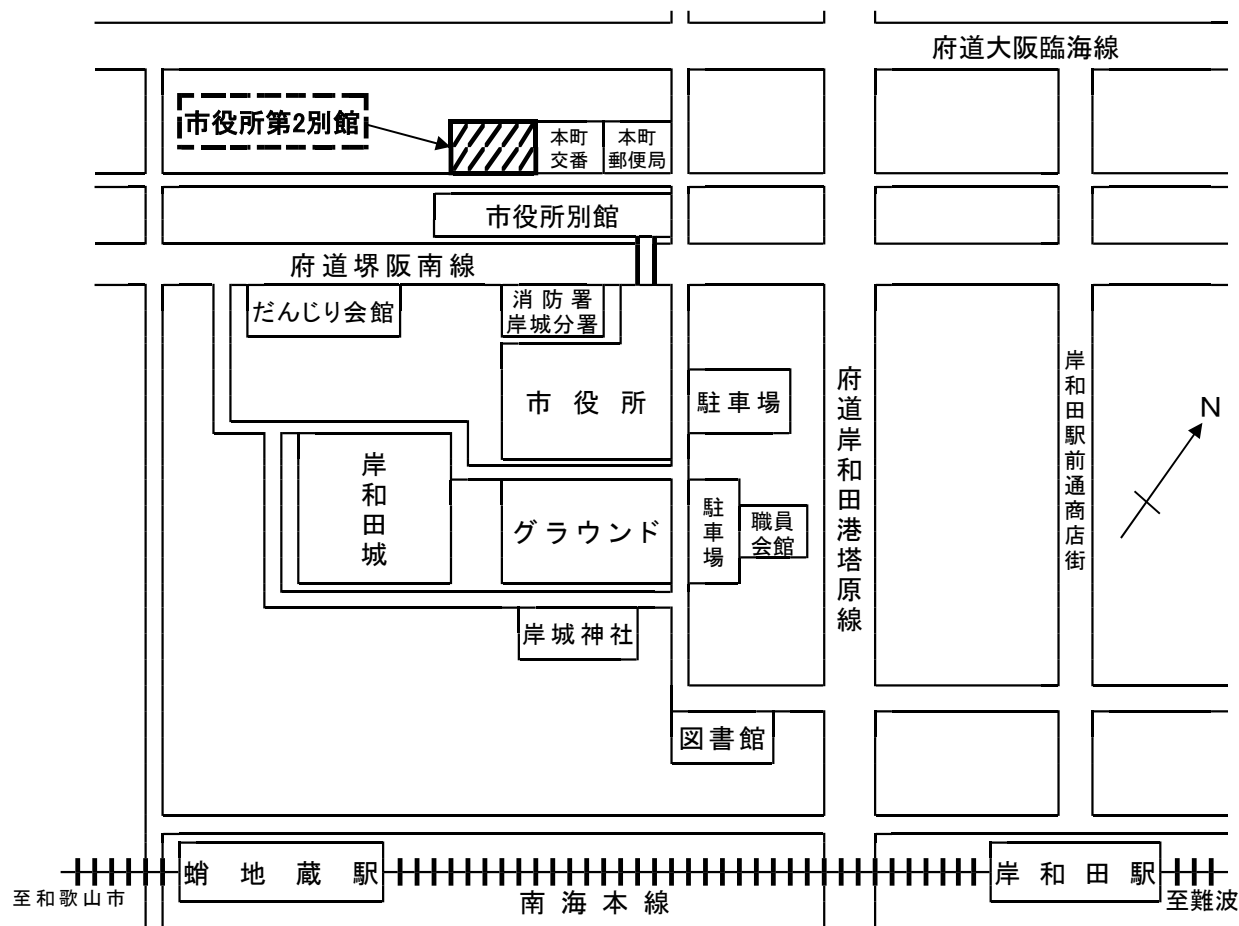 府道大阪臨海線
市役所第2別館
本町
交番
本町
郵便局
市役所別館
府道堺阪南線
だんじり会館
消防署
岸城分署
市役所
駐車場
府道岸和田港塔原線
岸和田駅前通商店街
N
岸和田城
グラウンド
駐車場
職員
会館
岸城神社
図書館
蛸地蔵駅
岸和田駅
至和歌山市
南海本線
至難波